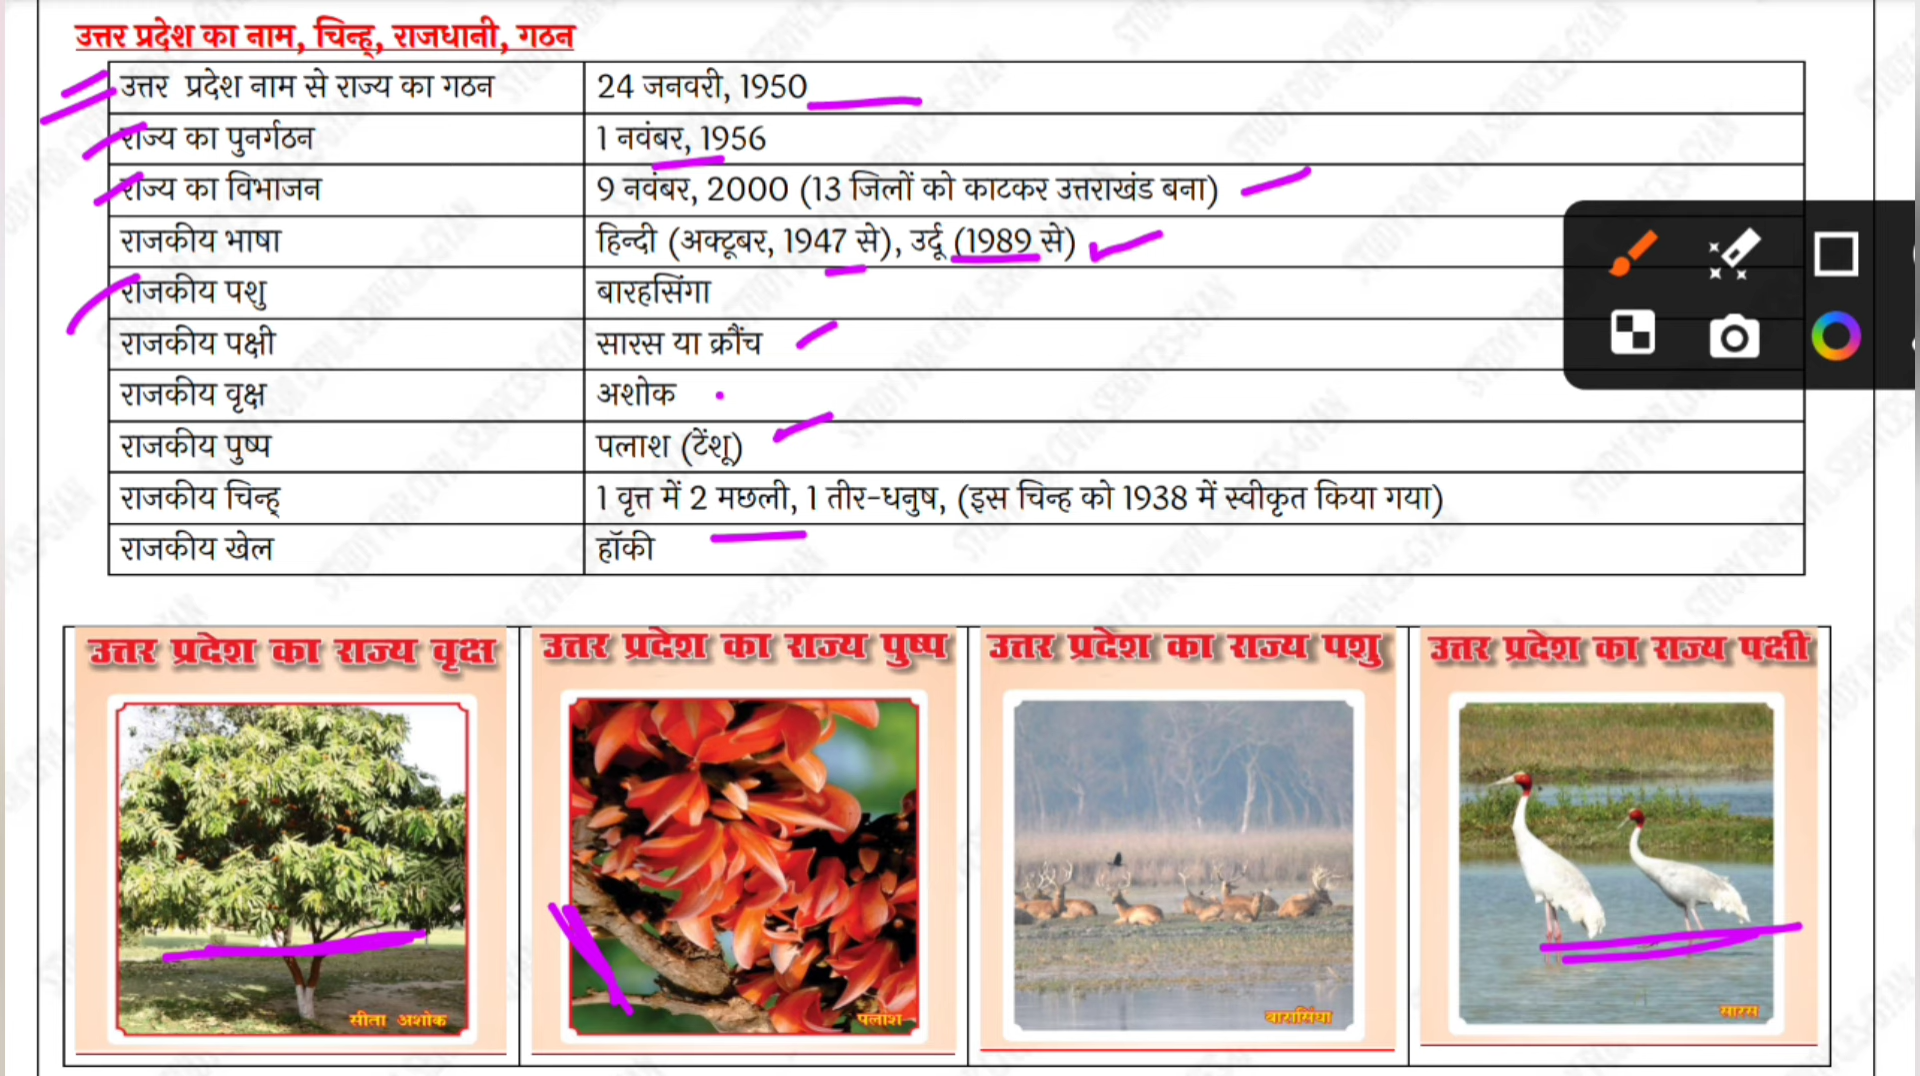 उत्तर प्रदेश का नाम, चिन्ह्, राजधानी, गठन
उत्तर प्रदेश नाम से राज्य का गठन 24 जनवरी, 1950
राज्य का पुनर्गठन 1 नवंबर, 1956
राज्य का विभाजन 9 नवंबर, 2000 (13 जिलों को काटकर उत्तराखंड बना)
राजकीय भाषा हिन्दी (अक्टूबर, 1947 से), उर्दू (1989 से)
राजकीय पशु बारहसिंगा
राजकीय पक्षी सारस या क्रौंच
राजकीय वृक्ष अशोक
राजकीय पुष्प पलाश (टेंशू)
राजकीय चिन्ह् 1 वृत्त में 2 मछली, 1 तीर-धनुष, (इस चिन्ह को 1938 में स्वीकृत किया गया)
राजकीय खेल हॉकी
उत्तर प्रदेश का राज्य वृक्ष
सीता अशोक
उत्तर प्रदेश का राज्य पुष्प
पलाश
उत्तर प्रदेश का राज्य पशु
बारासिंघा
उत्तर प्रदेश का राज्य पक्षी
सारस